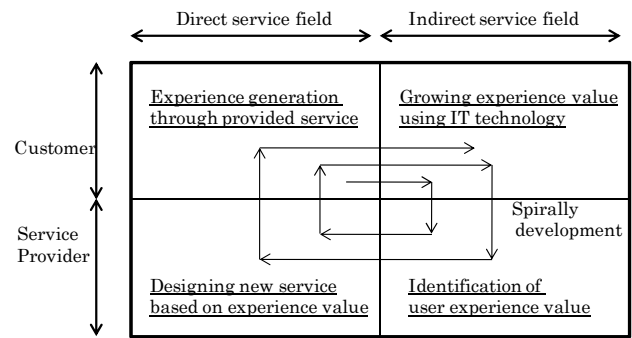 Direct service field
Indirect service field
Experience generation
through provided service
Growing experience value
using IT technology
Customer
Service
Provider
Spirally
development
Designing new service
based on experience value
Identification of
user experience value